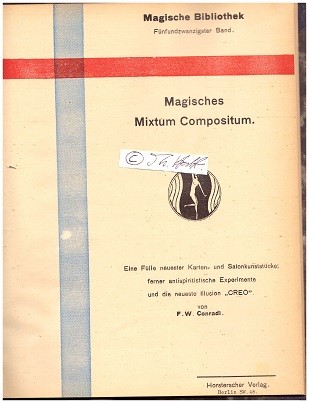 Magische Bibliothek
Fünfundzwanzigster Band.
Magisches
Mixtum Compositum.
©
Eine Fülle neuester Karten- und Salonkunststücke;
ferner antispiritistische Experimente
und die neueste Illusion „CREO“.
von
F. W. Conradi.
Horsterscher Verlag.
Berlin SW. 48.